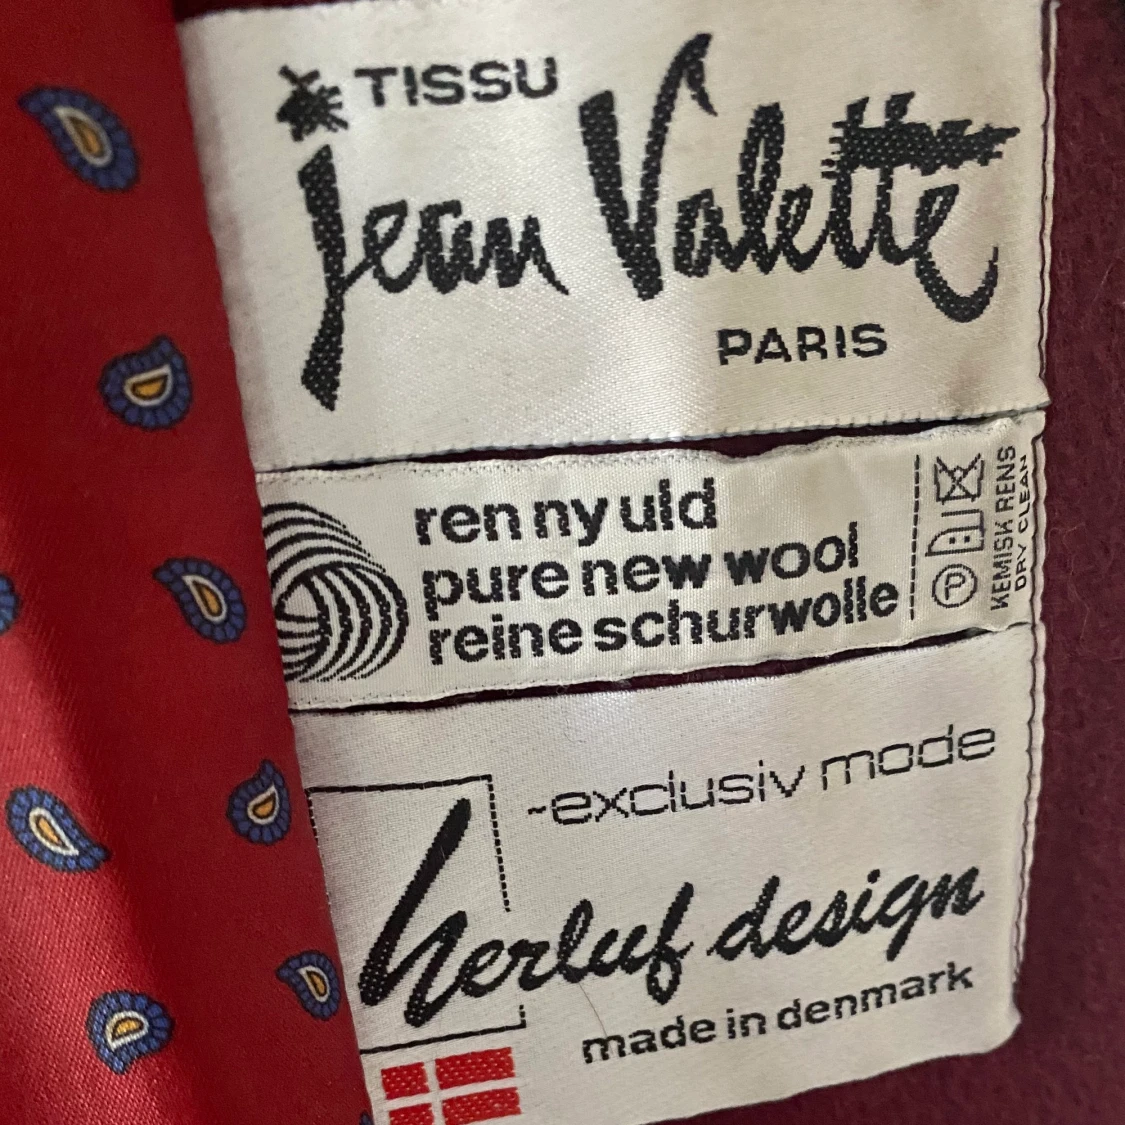 TISSU
Jean Valette
PARIS
ren ny uld
pure new wool
reine schurwolle
P
KEMISK RENS
DRY CLEAN
~exclusiv mode
herluf design
made in denmark